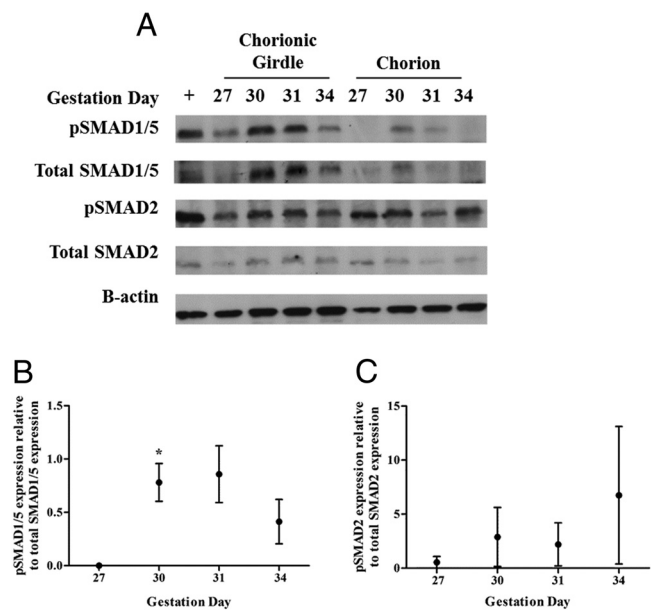 A
Chorionic
Girdle
Chorion
Gestation Day + 27 30 31 34 27 30 31 34
pSMAD1/5
Total SMAD1/5
pSMAD2
Total SMAD2
B-actin
B
pSMAD1/5 expression relative
to total SMAD1/5 expression
1.5
1.0
0.5
0.0
*
27 30 31 34
Gestation Day
C
pSMAD2 expression relative
to total SMAD2 expression
15
10
5
0
27 30 31 34
Gestation Day